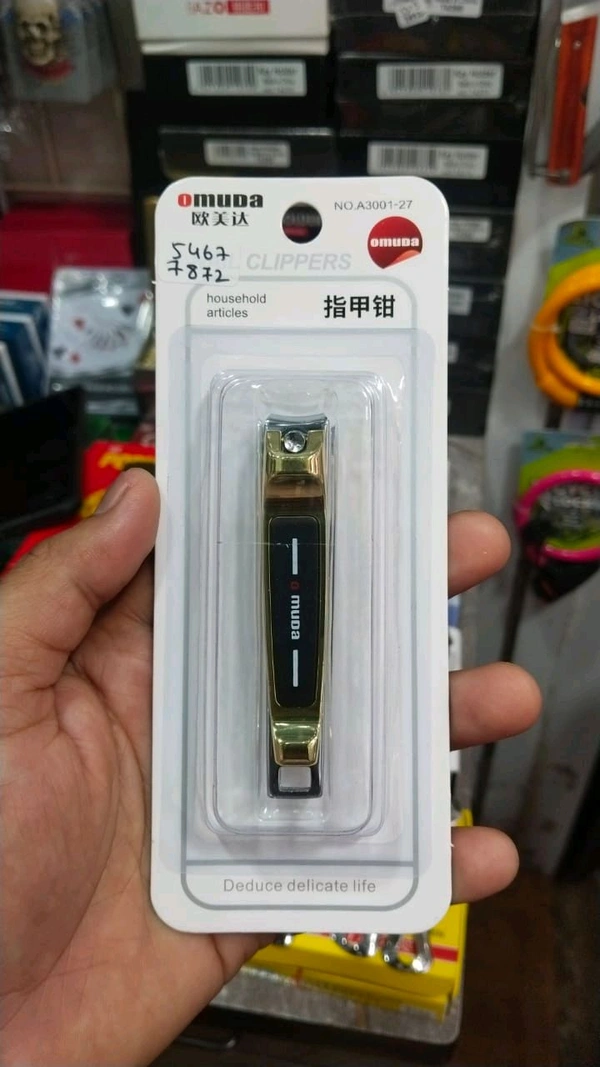 omuDa
欧美达
NO.A3001-27
omuDa
5467
7872
CLIPPERS
household
articles
指甲钳
omuDa
Deduce delicate life